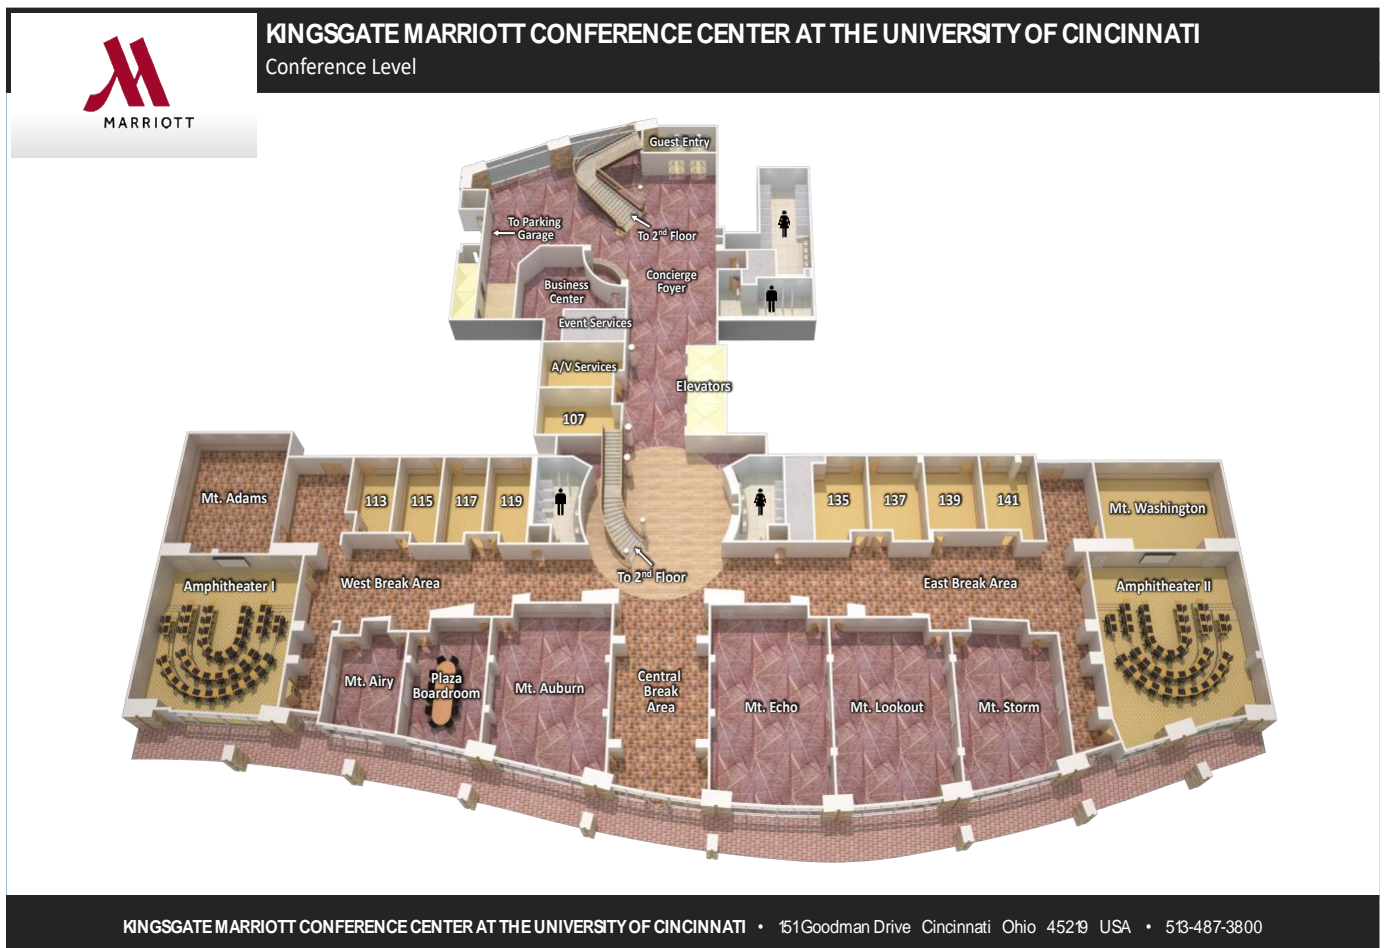 KINGSGATE MARRIOTT CONFERENCE CENTER AT THE UNIVERSITY OF CINCINNATI
Conference Level
MARRIOTT
Guest Entry
To Parking
Garage
To 2nd Floor
Concierge
Foyer
Business
Center
Event Services
A/V Services
Elevators
107
Mt. Adams
113
115
117
119
135
137
139
141
Mt. Washington
Amphitheater I
West Break Area
To 2nd Floor
East Break Area
Amphitheater II
Mt. Airy
Plaza
Boardroom
Mt. Auburn
Central
Break
Area
Mt. Echo
Mt. Lookout
Mt. Storm
KINGSGATE MARRIOTT CONFERENCE CENTER AT THE UNIVERSITY OF CINCINNATI • 151 Goodman Drive Cincinnati Ohio 45219 USA • 513-487-3800